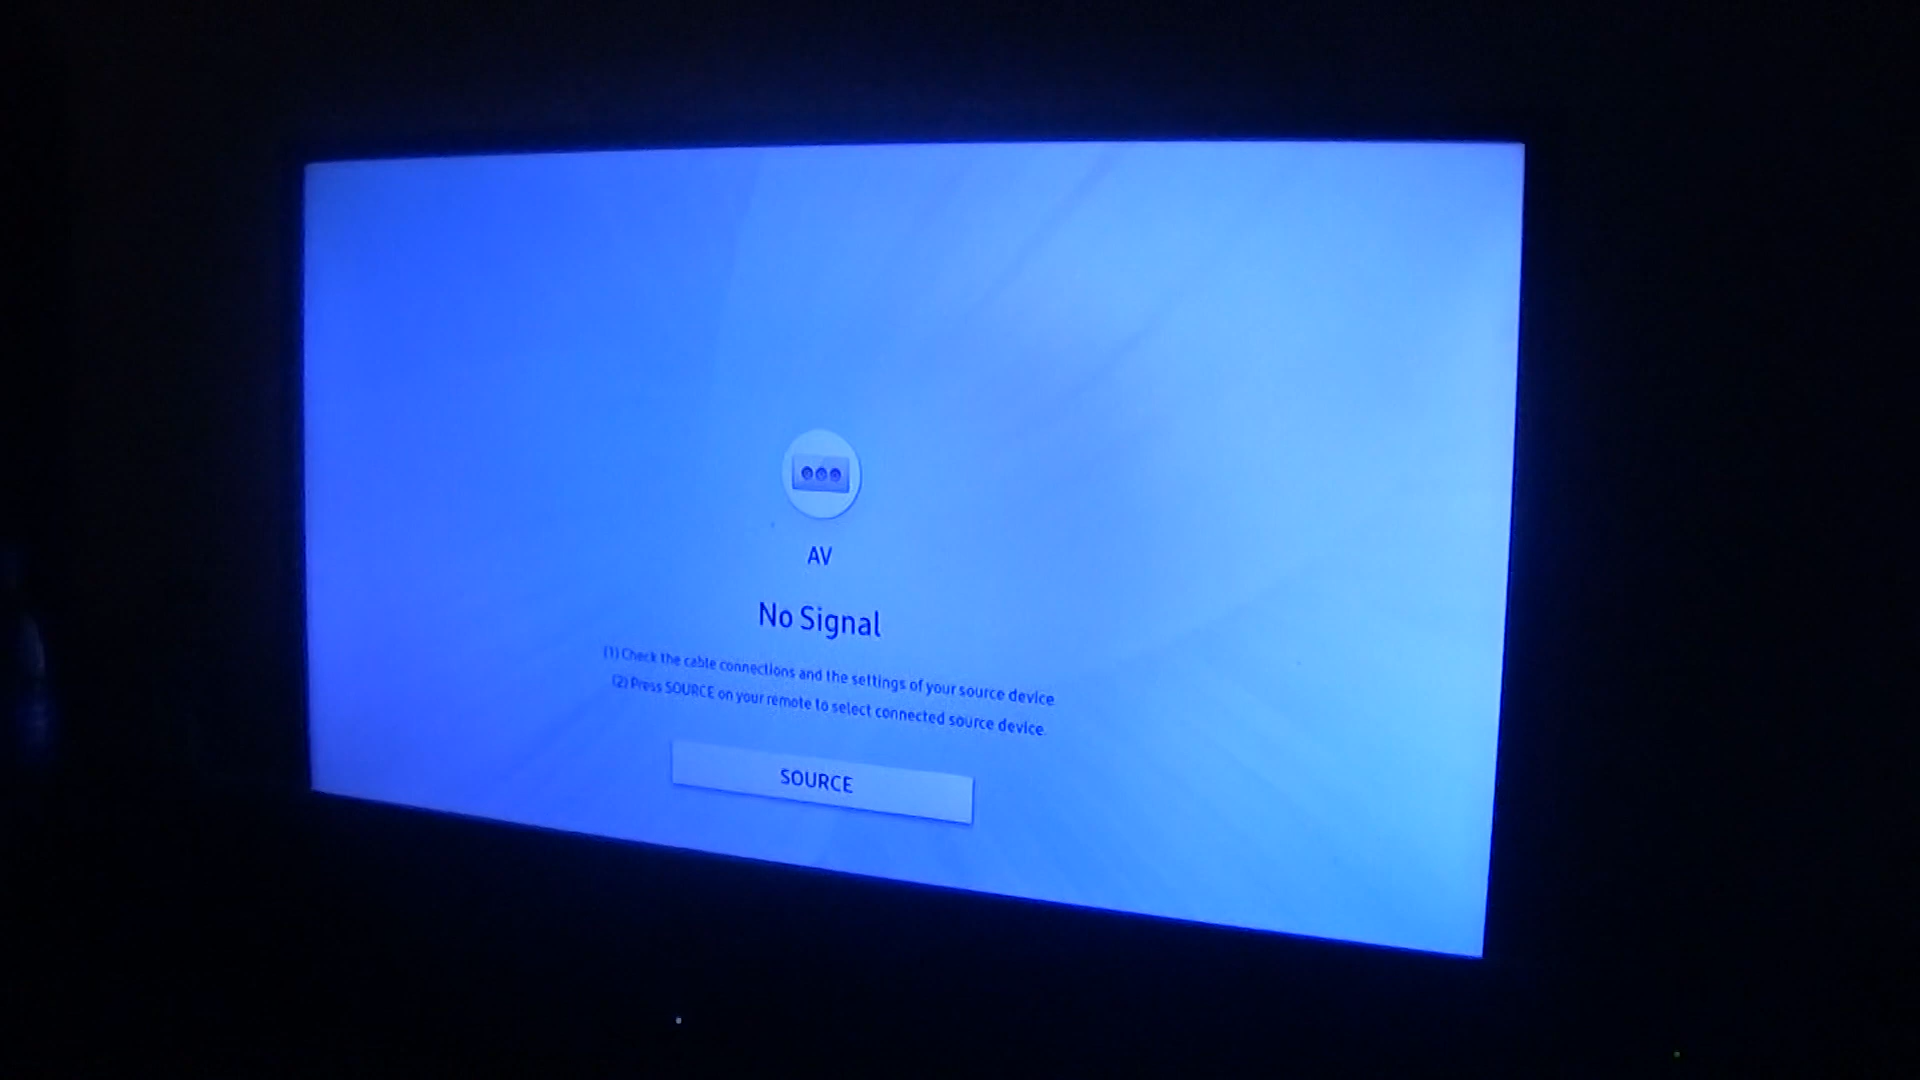 AV
No Signal
(1) Check the cable connections and the settings of your source device.
(2) Press SOURCE on your remote to select connected source device.
SOURCE